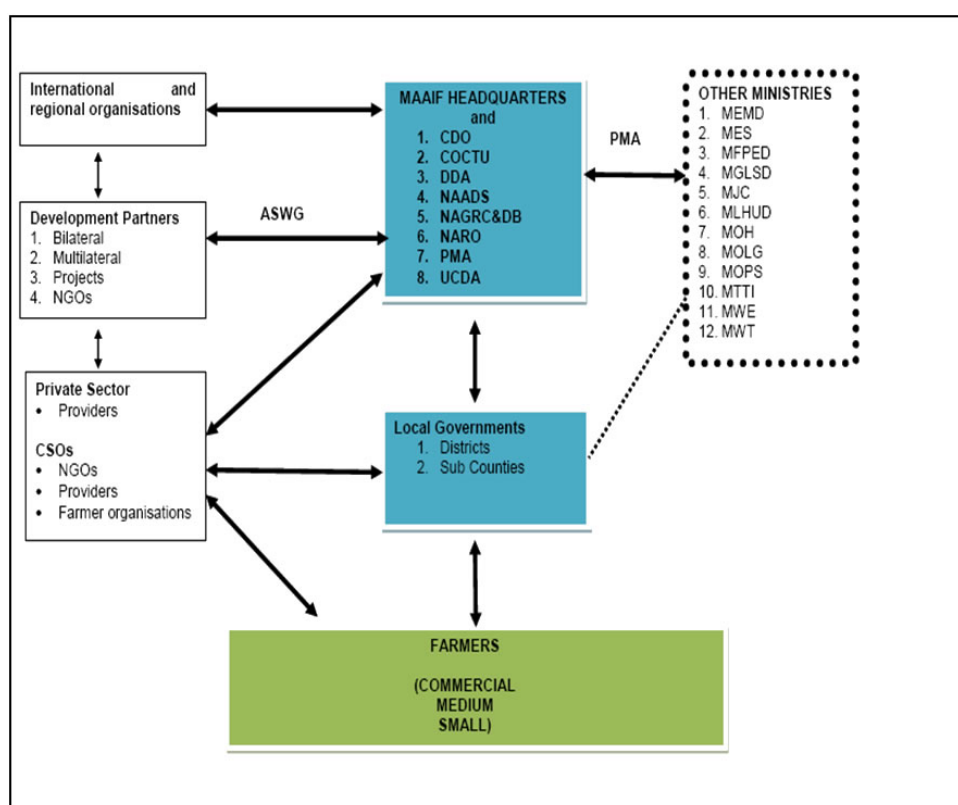 International and
regional organisations
Development Partners
1. Bilateral
2. Multilateral
3. Projects
4. NGOs
Private Sector
• Providers
CSOs
• NGOs
• Providers
• Farmer organisations
ASWG
MAAIF HEADQUARTERS
and
1. CDO
2. COCTU
3. DDA
4. NAADS
5. NAGRC&DB
6. NARO
7. PMA
8. UCDA
PMA
OTHER MINISTRIES
1. MEMD
2. MES
3. MFPED
4. MGLSD
5. MJC
6. MLHUD
7. MOH
8. MOLG
9. MOPS
10. MTTI
11. MWE
12. MWT
Local Governments
1. Districts
2. Sub Counties
FARMERS
(COMMERCIAL
MEDIUM
SMALL)